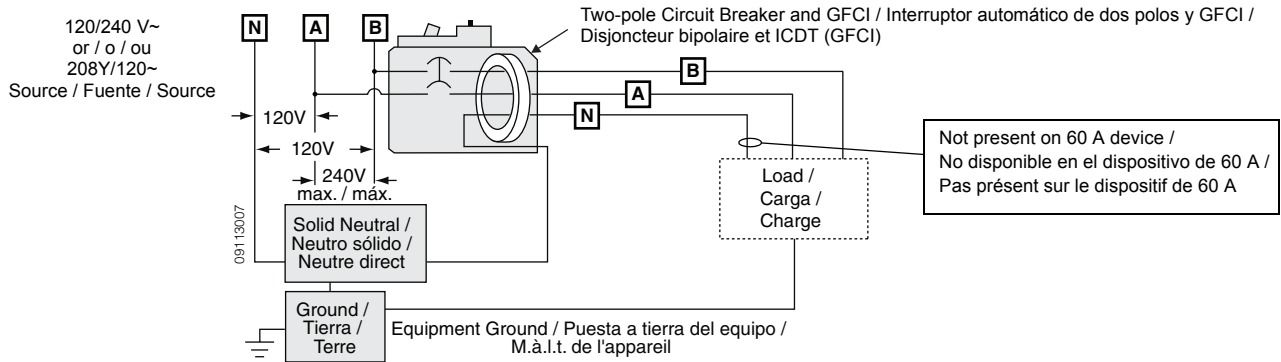 120/240 V~
or / o / ou
208Y/120~
Source / Fuente / Source
N
A
B
Two-pole Circuit Breaker and GFCI / Interruptor automático de dos polos y GFCI /
Disjoncteur bipolaire et ICDT (GFCI)
B
A
N
120V
120V
240V
max. / máx.
Not present on 60 A device /
No disponible en el dispositivo de 60 A /
Pas présent sur le dispositif de 60 A
Load /
Carga /
Charge
09113007
Solid Neutral /
Neutro sólido /
Neutre direct
Ground /
Tierra /
Terre
Equipment Ground / Puesta a tierra del equipo /
M.à.l.t. de l'appareil